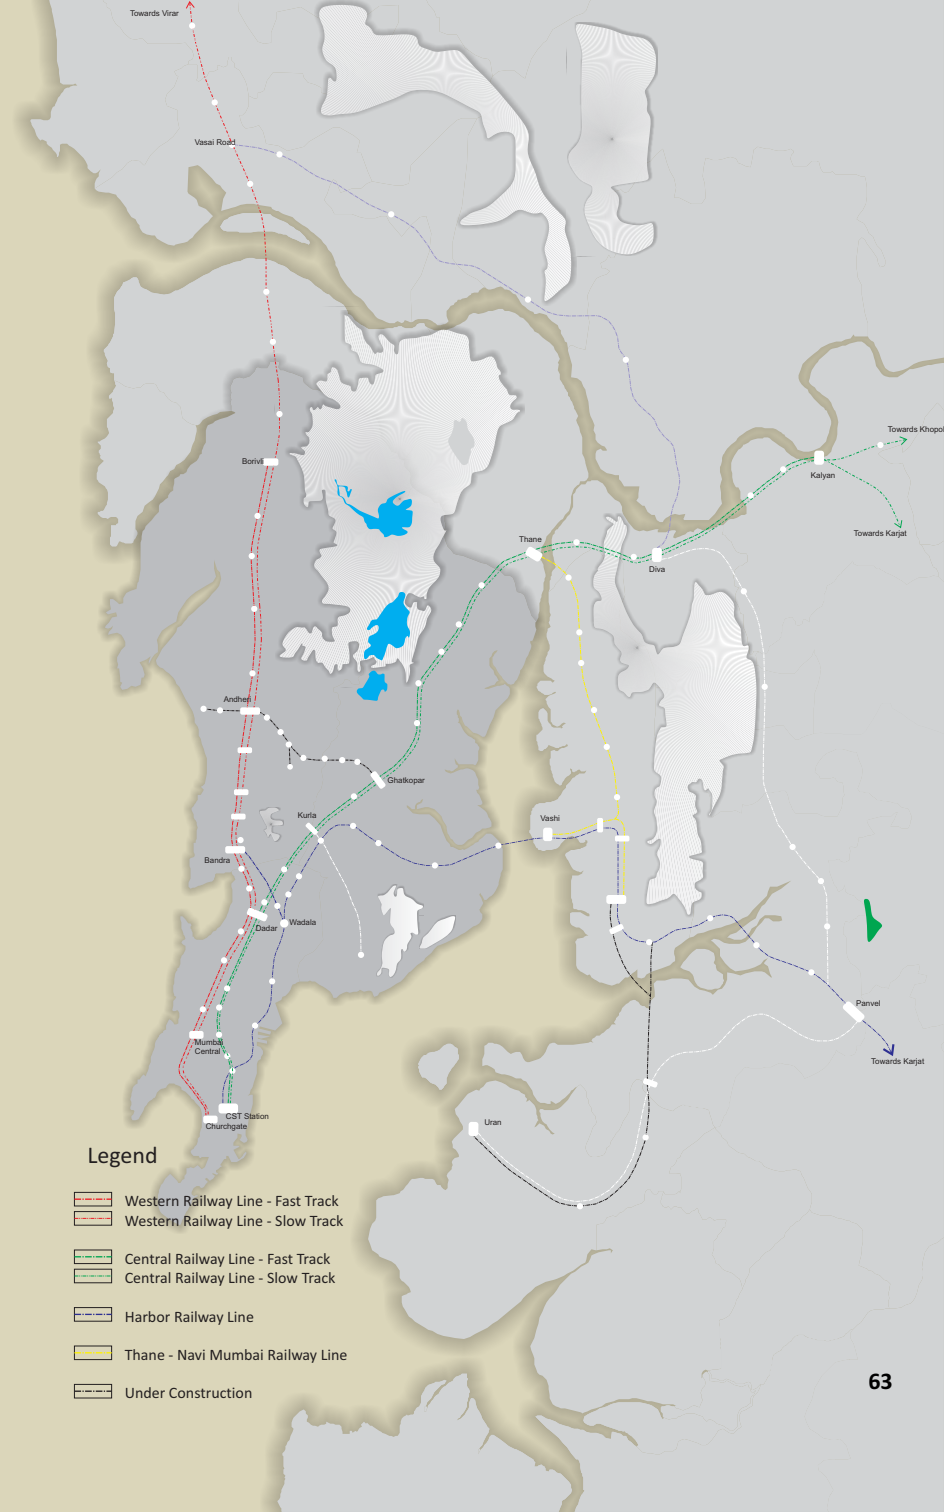 Towards Virar
Vasai Road
Towards Khopol
Borivli
Kalyan
Towards Karjat
Thane
Diva
Andheri
Ghatkopar
Kurla
Vashi
Bandra
Dadar
Wadala
Panvel
Mumbai
Central
Towards Karjat
CST Station
Churchgate
Uran
Legend
Western Railway Line - Fast Track
Western Railway Line - Slow Track
Central Railway Line - Fast Track
Central Railway Line - Slow Track
Harbor Railway Line
Thane - Navi Mumbai Railway Line
Under Construction
63